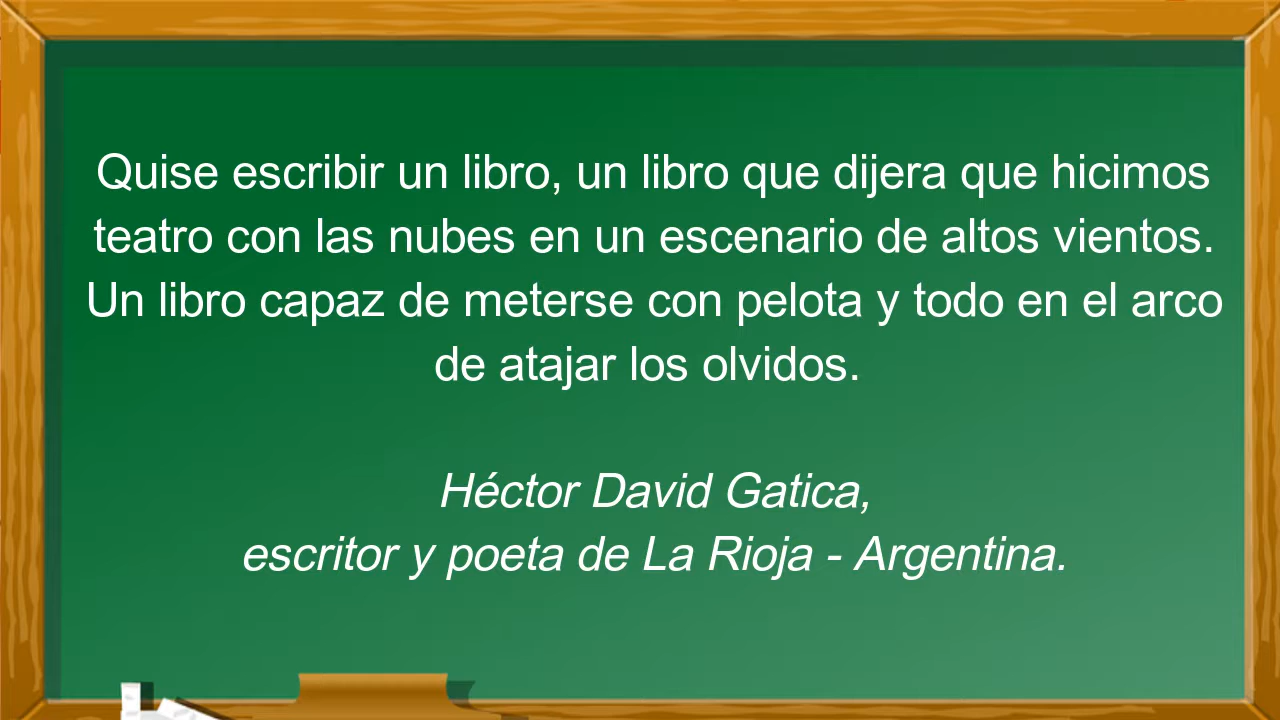 Quise escribir un libro, un libro que dijera que hicimos
teatro con las nubes en un escenario de altos vientos.
Un libro capaz de meterse con pelota y todo en el arco
de atajar los olvidos.
Héctor David Gatica,
escritor y poeta de La Rioja - Argentina.